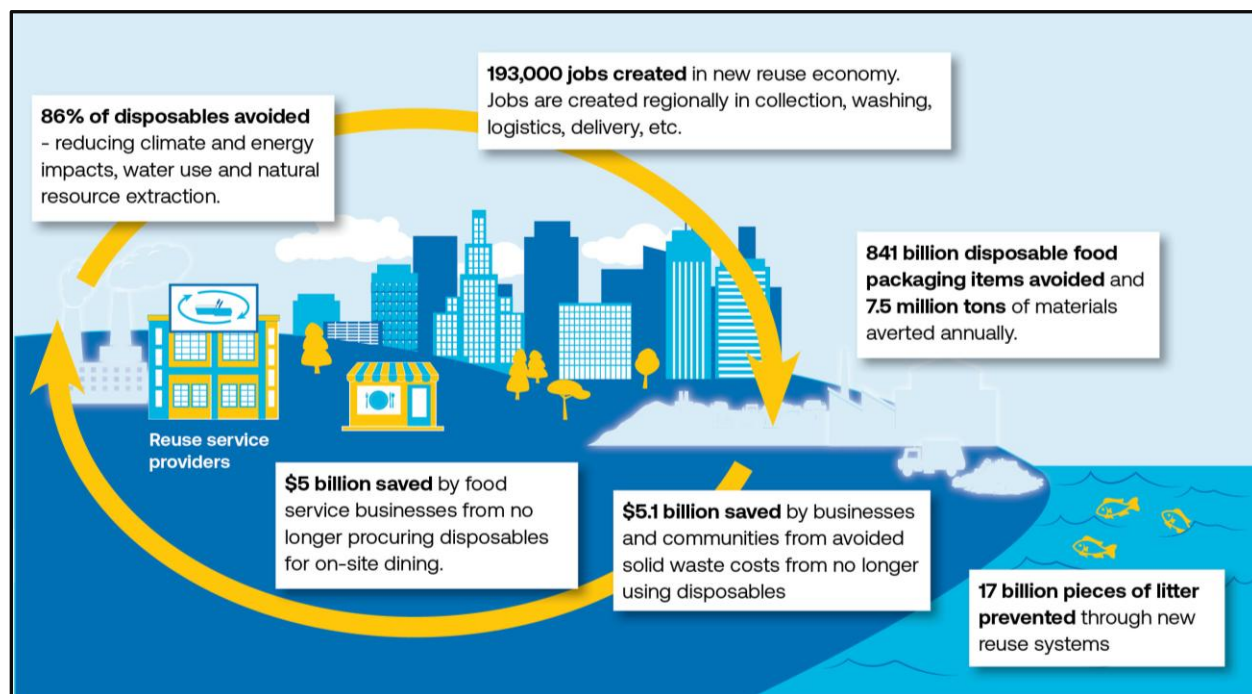 86% of disposables avoided
- reducing climate and energy
impacts, water use and natural
resource extraction.
193,000 jobs created in new reuse economy.
Jobs are created regionally in collection, washing,
logistics, delivery, etc.
841 billion disposable food
packaging items avoided and
7.5 million tons of materials
averted annually.
Reuse service
providers
$5 billion saved by food
service businesses from no
longer procuring disposables
for on-site dining.
$5.1 billion saved by businesses
and communities from avoided
solid waste costs from no longer
using disposables
17 billion pieces of litter
prevented through new
reuse systems